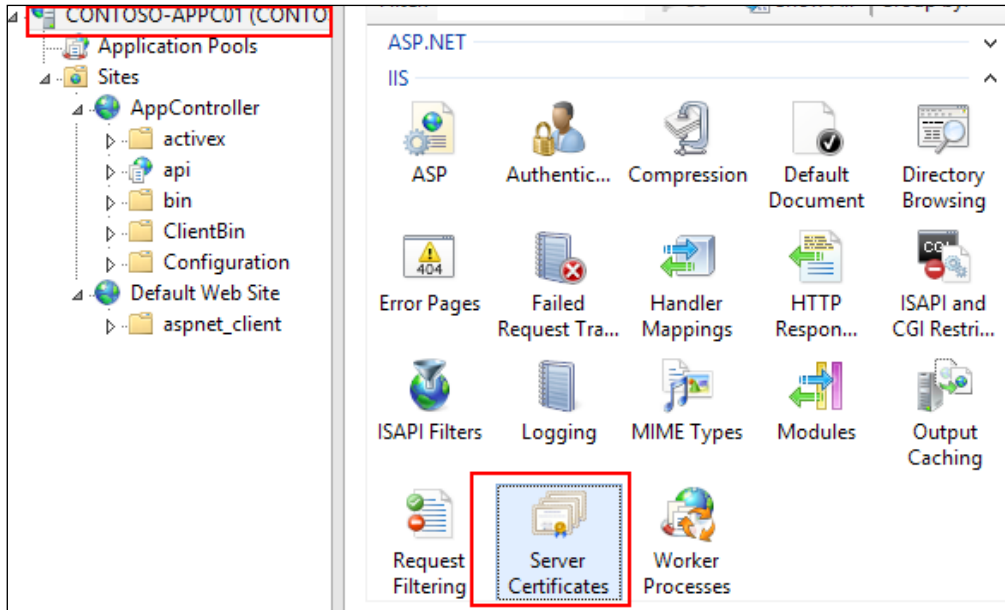 CONTOSO-APPC01 (CONTO
Application Pools
Sites
AppController
activex
api
bin
ClientBin
Configuration
Default Web Site
aspnet_client
ASP.NET
IIS
ASP
Authentic...
Compression
Default
Document
Directory
Browsing
404
Error Pages
Failed
Request Tra...
Handler
Mappings
HTTP
Respon...
CGI
ISAPI and
CGI Restri...
ISAPI Filters
Logging
MIME Types
Modules
Output
Caching
Request
Filtering
Server
Certificates
Worker
Processes